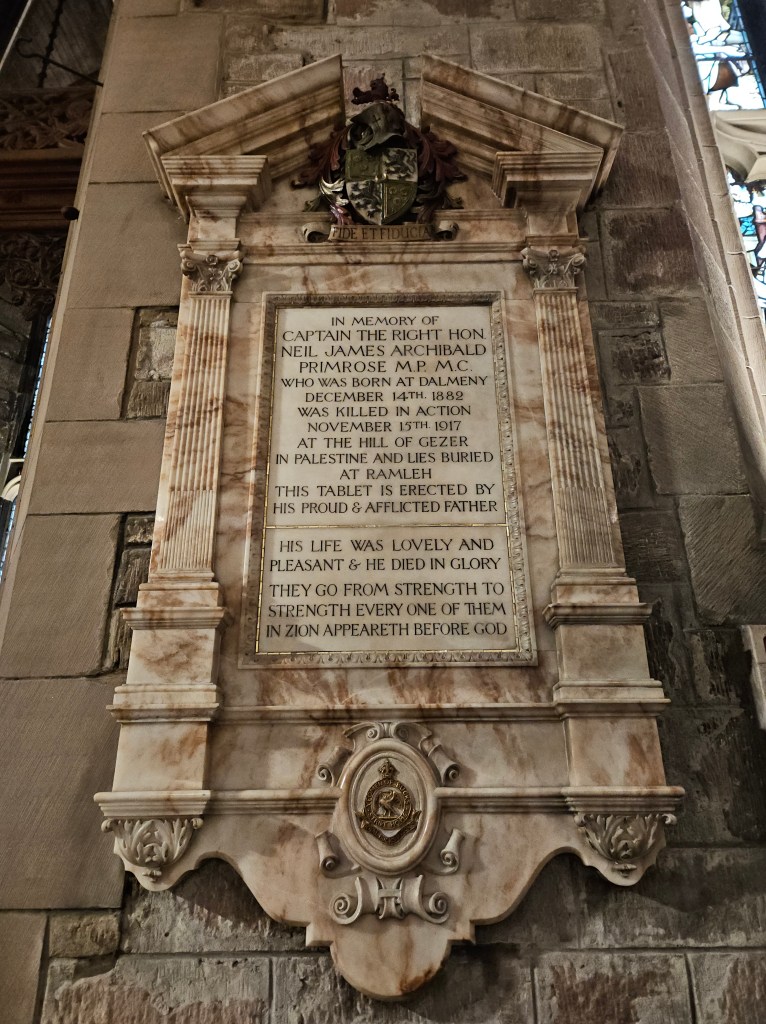 FIDE ET FIDUCIA
IN MEMORY OF
CAPTAIN THE RIGHT HON.
NEIL JAMES ARCHIBALD
PRIMROSE M.P. M.C.
WHO WAS BORN AT DALMENY
DECEMBER 14TH. 1882
WAS KILLED IN ACTION
NOVEMBER 15TH. 1917
AT THE HILL OF GEZER
IN PALESTINE AND LIES BURIED
AT RAMLEH
THIS TABLET IS ERECTED BY
HIS PROUD & AFFLICTED FATHER
HIS LIFE WAS LOVELY AND
PLEASANT & HE DIED IN GLORY
THEY GO FROM STRENGTH TO
STRENGTH EVERY ONE OF THEM
IN ZION APPEARETH BEFORE GOD